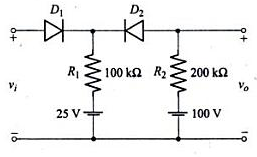 D1 D2
+ +
R1 100 kΩ R2 200 kΩ
vi vo
25 V 100 V
− −